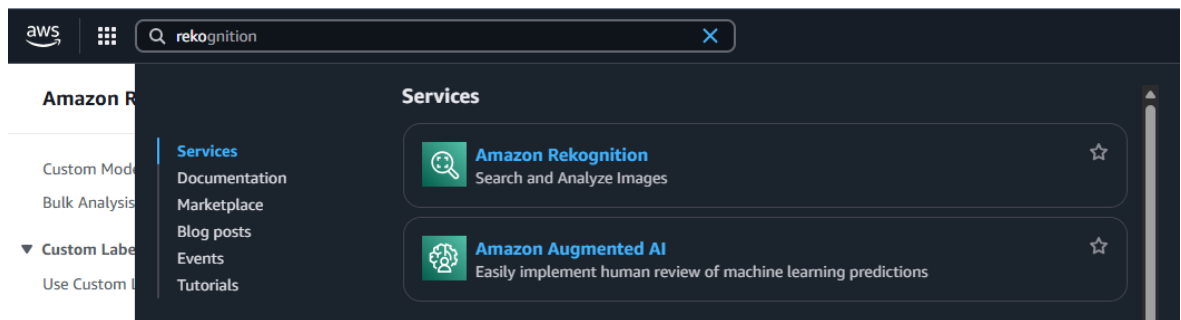 aws
rekognition
Amazon R
Custom Mode
Bulk Analysis
Custom Labe
Use Custom L
Services
Documentation
Marketplace
Blog posts
Events
Tutorials
Services
Amazon Rekognition
Search and Analyze Images
Amazon Augmented AI
Easily implement human review of machine learning predictions